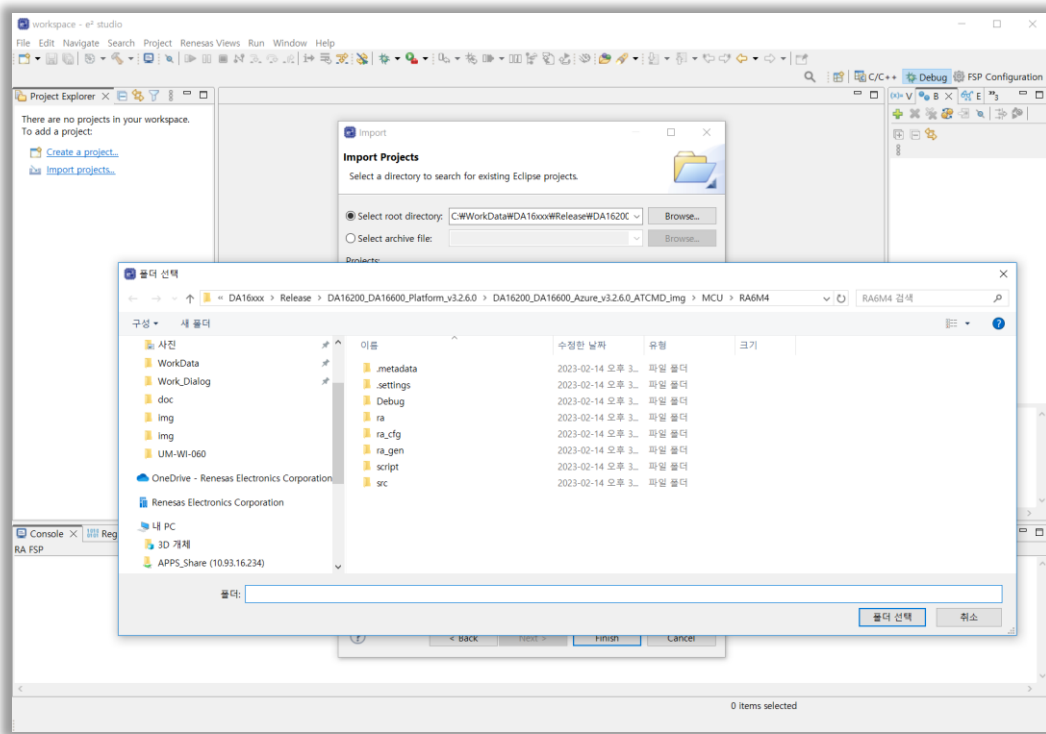 workspace - e² studio
File Edit Navigate Search Project Renesas Views Run Window Help
C/C++ Debug FSP Configuration
Project Explorer
V B E 3
There are no projects in your workspace.
To add a project:
Create a project...
Import projects...
Import
Import Projects
Select a directory to search for existing Eclipse projects.
Select root directory: C:₩WorkData₩DA16xxx₩Release₩DA16200 Browse...
Select archive file: Browse...
Projects:
폴더 선택
« DA16xxx > Release > DA16200_DA16600_Platform_v3.2.6.0 > DA16200_DA16600_Azure_v3.2.6.0_ATCMD_img > MCU > RA6M4
RA6M4 검색
구성 새 폴더
사진
WorkData
Work_Dialog
doc
img
img
UM-WI-060
OneDrive - Renesas Electronics Corporation
Renesas Electronics Corporation
내 PC
3D 개체
APPS_Share (10.93.16.234)
이름 수정한 날짜 유형 크기
.metadata 2023-02-14 오후 3... 파일 폴더
.settings 2023-02-14 오후 3... 파일 폴더
Debug 2023-02-14 오후 3... 파일 폴더
ra 2023-02-14 오후 3... 파일 폴더
ra_cfg 2023-02-14 오후 3... 파일 폴더
ra_gen 2023-02-14 오후 3... 파일 폴더
script 2023-02-14 오후 3... 파일 폴더
src 2023-02-14 오후 3... 파일 폴더
폴더:
폴더 선택 취소
Console Reg
RA FSP
< Back Next > Finish Cancel
0 items selected